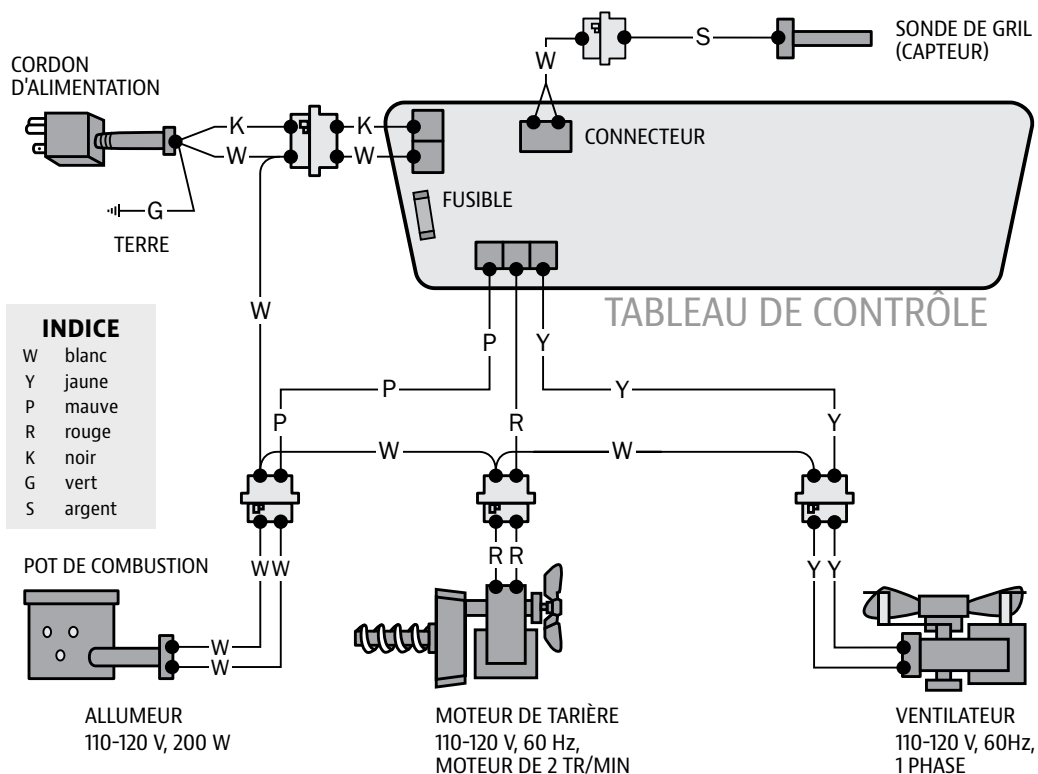 SONDE DE GRIL
(CAPTEUR)
S
W
CORDON
D'ALIMENTATION
K
K
W
W
CONNECTEUR
FUSIBLE
G
TERRE
TABLEAU DE CONTRÔLE
W
INDICE
W blanc
Y jaune
P mauve
R rouge
K noir
G vert
S argent
P
Y
P
Y
P
R
Y
W
W
POT DE COMBUSTION
W W
R R
Y Y
W
W
ALLUMEUR
110-120 V, 200 W
MOTEUR DE TARIÈRE
110-120 V, 60 Hz,
MOTEUR DE 2 TR/MIN
VENTILATEUR
110-120 V, 60Hz,
1 PHASE